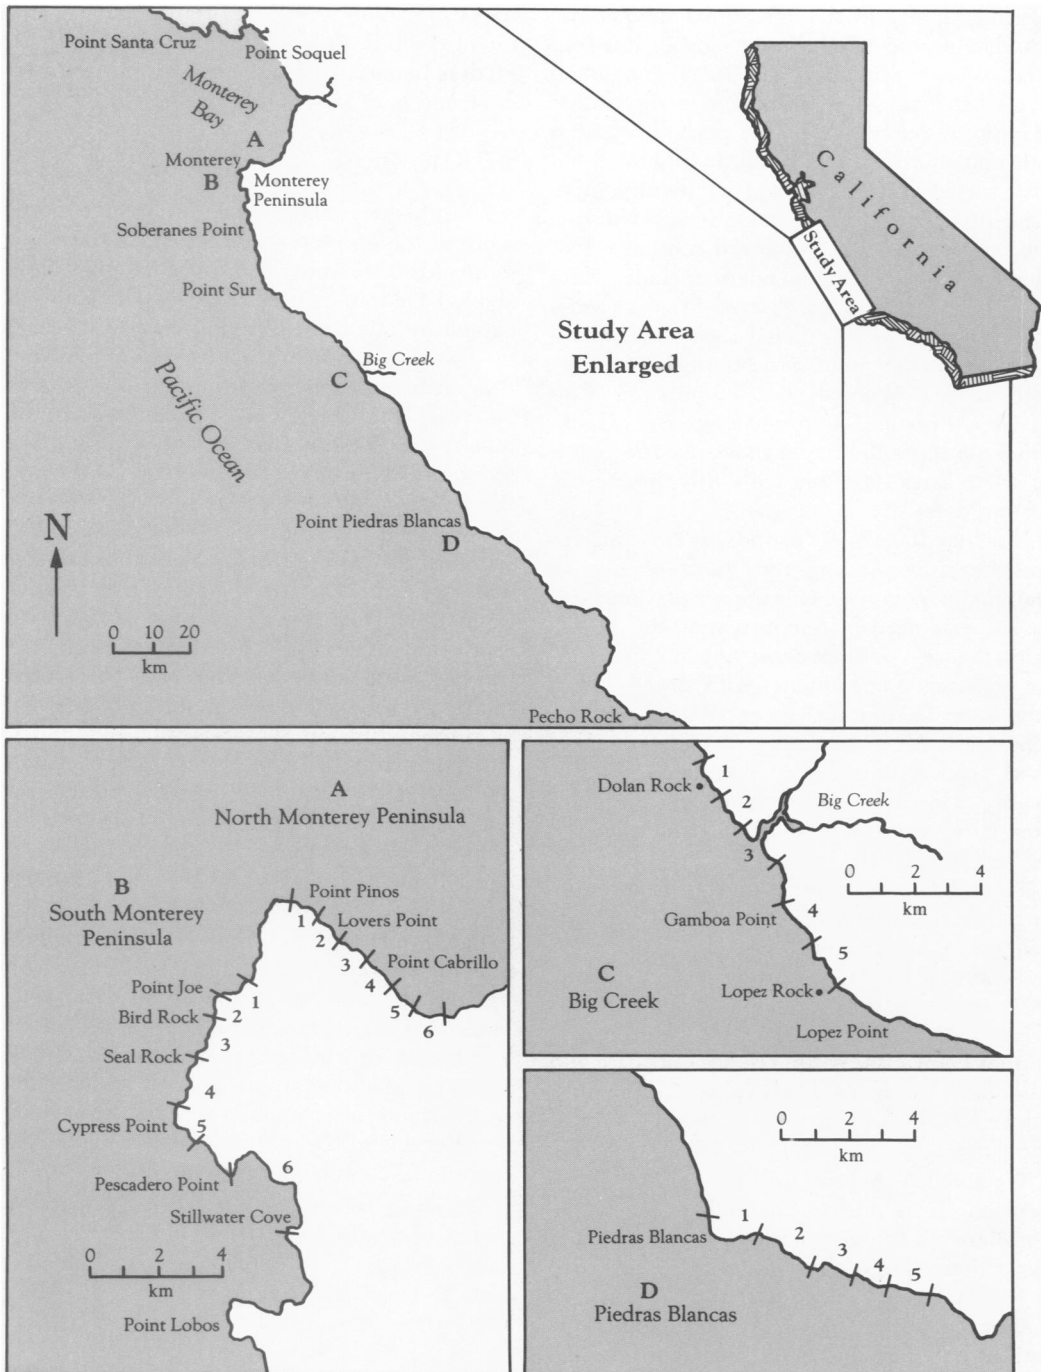 Point Santa Cruz
Point Soquel
Monterey
Bay
A
Monterey
B
Monterey
Peninsula
Soberanes Point
Point Sur
Big Creek
C
Pacific Ocean
Point Piedras Blancas
D
N
0 10 20
km
Pecho Rock
Study Area
Enlarged
California
Study Area
A
North Monterey Peninsula
B
South Monterey
Peninsula
Point Pinos
1
Lovers Point
2
3
Point Cabrillo
4
5
6
Point Joe
1
Bird Rock
2
3
Seal Rock
4
Cypress Point
5
Pescadero Point
6
Stillwater Cove
0 2 4
km
Point Lobos
1
Dolan Rock
2
Big Creek
3
0 2 4
km
Gamboa Point
4
5
C
Big Creek
Lopez Rock
Lopez Point
0 2 4
km
Piedras Blancas
1
2
3
4
5
D
Piedras Blancas